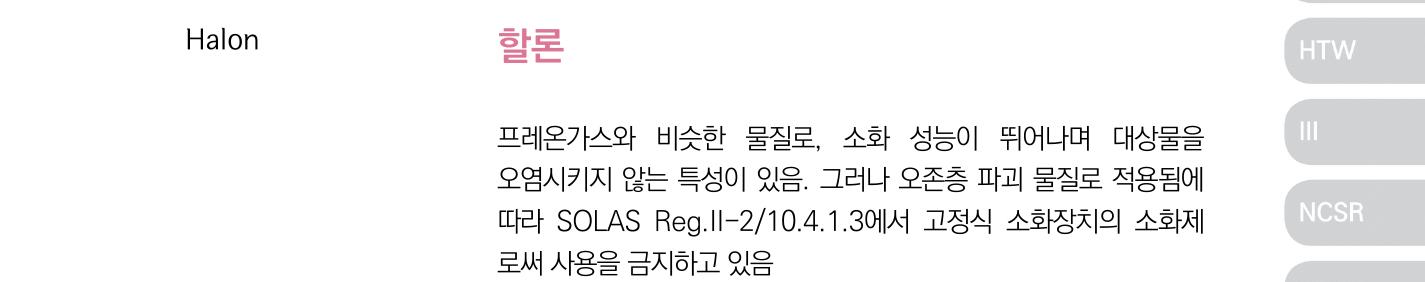 Halon
할론
프레온가스와 비슷한 물질로, 소화 성능이 뛰어나며 대상물을
오염시키지 않는 특성이 있음. 그러나 오존층 파괴 물질로 적용됨에
따라 SOLAS Reg.II-2/10.4.1.3에서 고정식 소화장치의 소화제
로써 사용을 금지하고 있음
HTW
III
NCSR